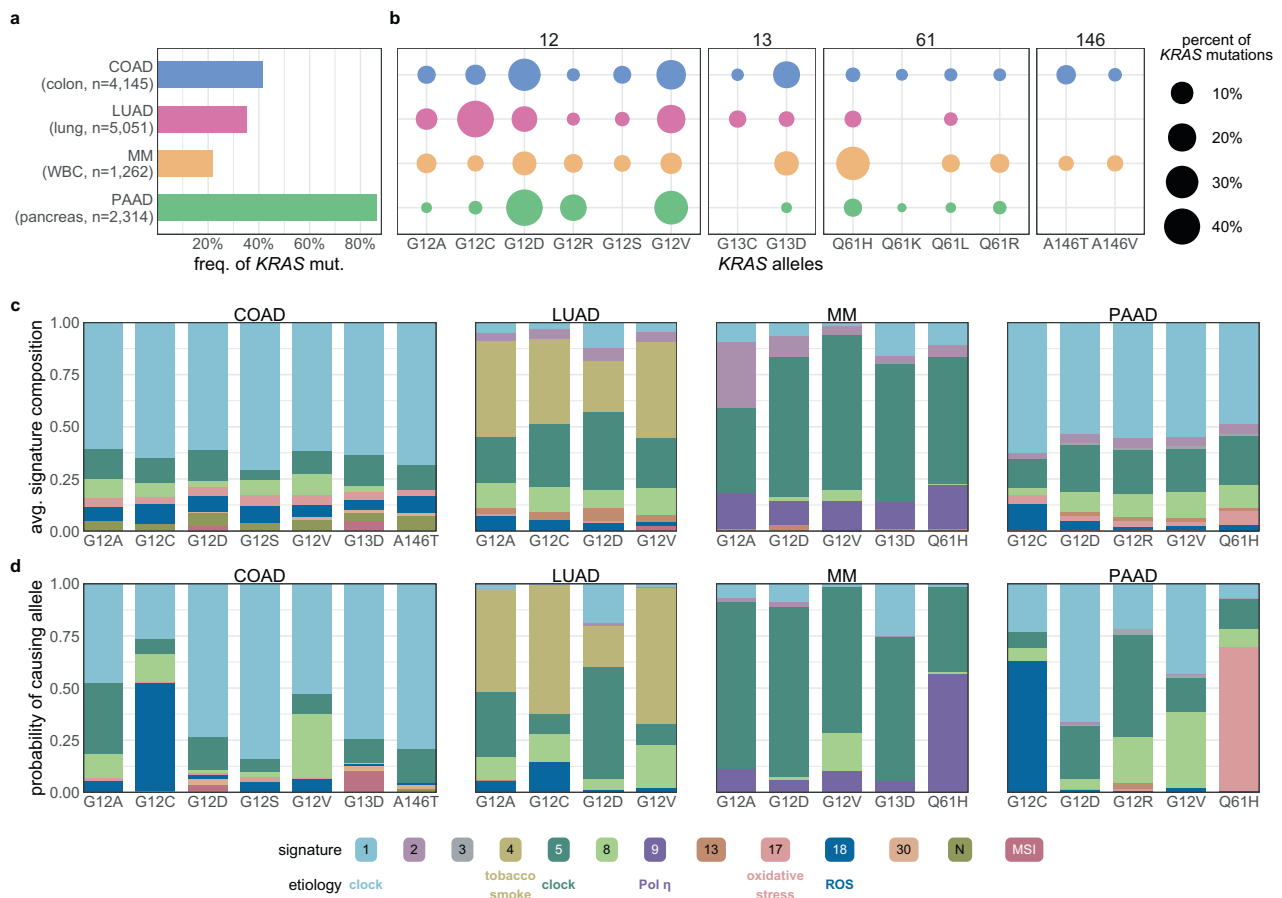 a
b
12
13
61
146
percent of
KRAS mutations
10%
20%
30%
40%
COAD
(colon, n=4,145)
LUAD
(lung, n=5,051)
MM
(WBC, n=1,262)
PAAD
(pancreas, n=2,314)
20% 40% 60% 80%
freq. of KRAS mut.
G12A G12C G12D G12R G12S G12V
G13C G13D
Q61H Q61K Q61L Q61R
A146T A146V
KRAS alleles
c
COAD
LUAD
MM
PAAD
avg. signature composition
1.00
0.75
0.50
0.25
0.00
G12A G12C G12D G12S G12V G13D A146T
G12A G12C G12D G12V
G12A G12D G12V G13D Q61H
G12C G12D G12R G12V Q61H
d
COAD
LUAD
MM
PAAD
probability of causing allele
1.00
0.75
0.50
0.25
0.00
G12A G12C G12D G12S G12V G13D A146T
G12A G12C G12D G12V
G12A G12D G12V G13D Q61H
G12C G12D G12R G12V Q61H
signature 1 2 3 4 5 8 9 13 17 18 30 N MSI
etiology clock tobacco smoke clock Pol η oxidative stress ROS